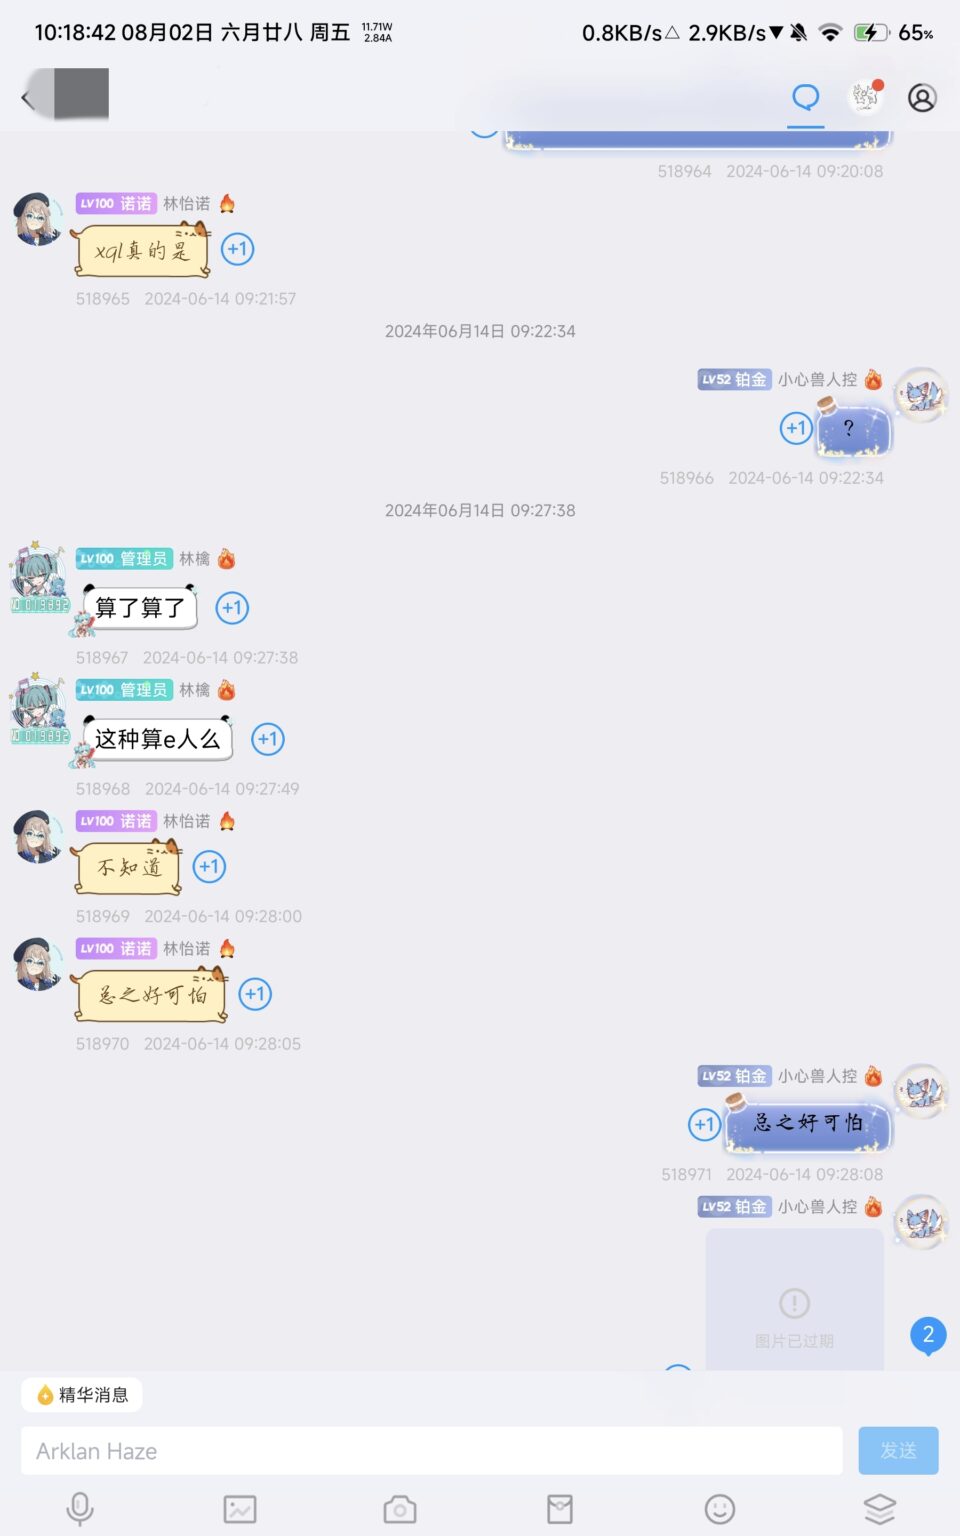 10:18:42 08月02日 六月廿八 周五 11.71W 2.84A 0.8KB/s△ 2.9KB/s▼ 65%
518964 2024-06-14 09:20:08
LV100 诺诺 林怡诺
xql真的是 +1
518965 2024-06-14 09:21:57
2024年06月14日 09:22:34
LV52 铂金 小心兽人控
+1 ?
518966 2024-06-14 09:22:34
2024年06月14日 09:27:38
LV100 管理员 林檎
算了算了 +1
518967 2024-06-14 09:27:38
LV100 管理员 林檎
这种算e人么 +1
518968 2024-06-14 09:27:49
LV100 诺诺 林怡诺
不知道 +1
518969 2024-06-14 09:28:00
LV100 诺诺 林怡诺
总之好可怕 +1
518970 2024-06-14 09:28:05
LV52 铂金 小心兽人控
+1 总之好可怕
518971 2024-06-14 09:28:08
LV52 铂金 小心兽人控
图片已过期
2
精华消息
Arklan Haze 发送